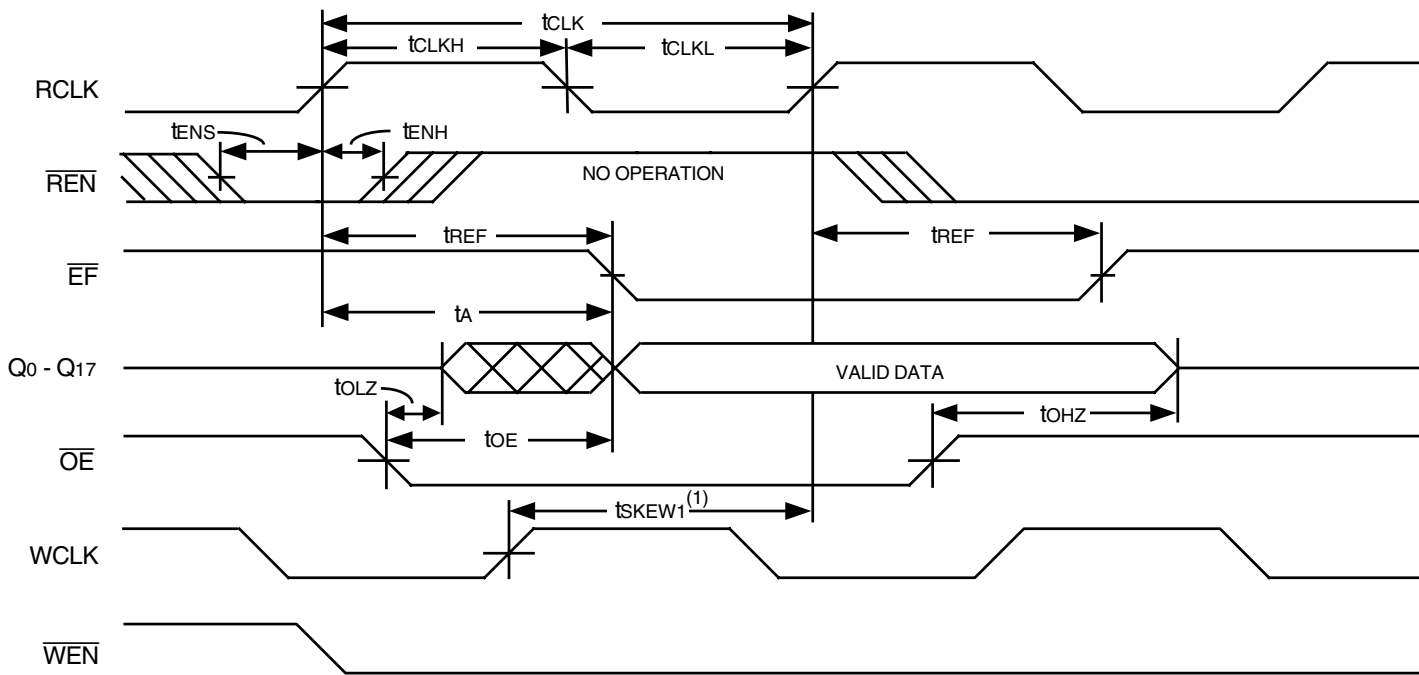 tCLK
tCLKH
tCLKL
RCLK
tENS
tENH
REN
NO OPERATION
tREF
tREF
EF
tA
Q0 - Q17
VALID DATA
tOLZ
tOHZ
tOE
OE
tSKEW1(1)
WCLK
WEN